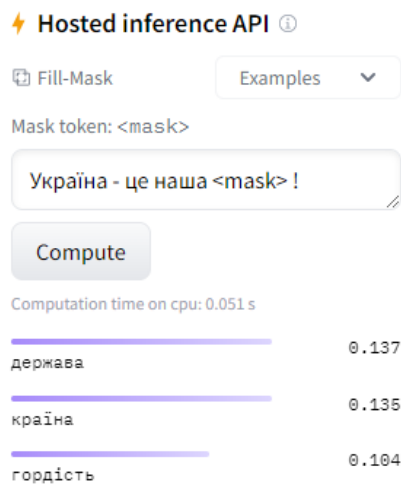 Hosted inference API
Fill-Mask
Examples
Mask token: <mask>
Україна - це наша <mask> !
Compute
Computation time on cpu: 0.051 s
держава 0.137
країна 0.135
гордість 0.104